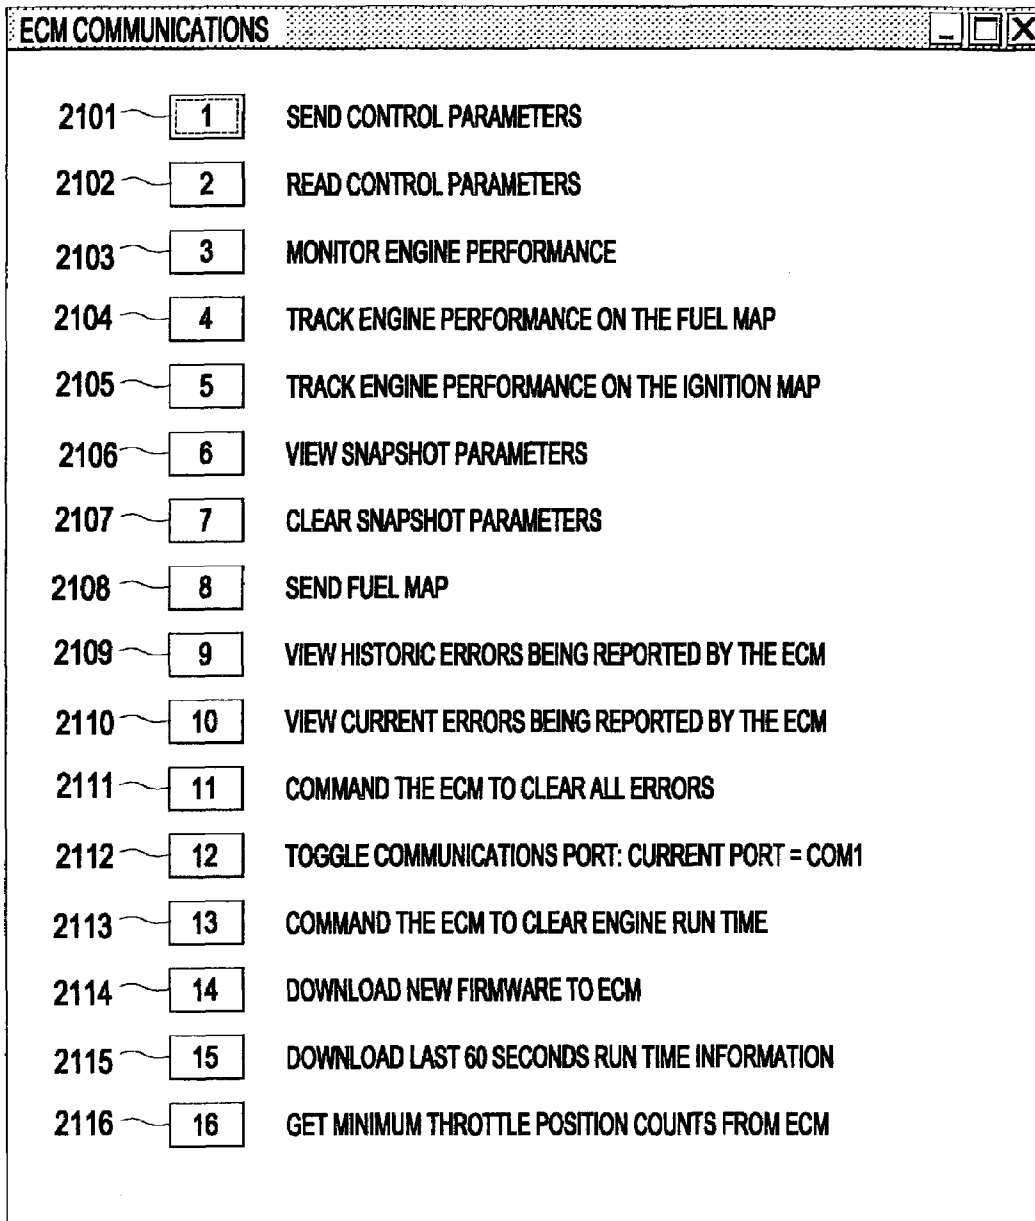 ECM COMMUNICATIONS
2101 1 SEND CONTROL PARAMETERS
2102 2 READ CONTROL PARAMETERS
2103 3 MONITOR ENGINE PERFORMANCE
2104 4 TRACK ENGINE PERFORMANCE ON THE FUEL MAP
2105 5 TRACK ENGINE PERFORMANCE ON THE IGNITION MAP
2106 6 VIEW SNAPSHOT PARAMETERS
2107 7 CLEAR SNAPSHOT PARAMETERS
2108 8 SEND FUEL MAP
2109 9 VIEW HISTORIC ERRORS BEING REPORTED BY THE ECM
2110 10 VIEW CURRENT ERRORS BEING REPORTED BY THE ECM
2111 11 COMMAND THE ECM TO CLEAR ALL ERRORS
2112 12 TOGGLE COMMUNICATIONS PORT: CURRENT PORT = COM1
2113 13 COMMAND THE ECM TO CLEAR ENGINE RUN TIME
2114 14 DOWNLOAD NEW FIRMWARE TO ECM
2115 15 DOWNLOAD LAST 60 SECONDS RUN TIME INFORMATION
2116 16 GET MINIMUM THROTTLE POSITION COUNTS FROM ECM